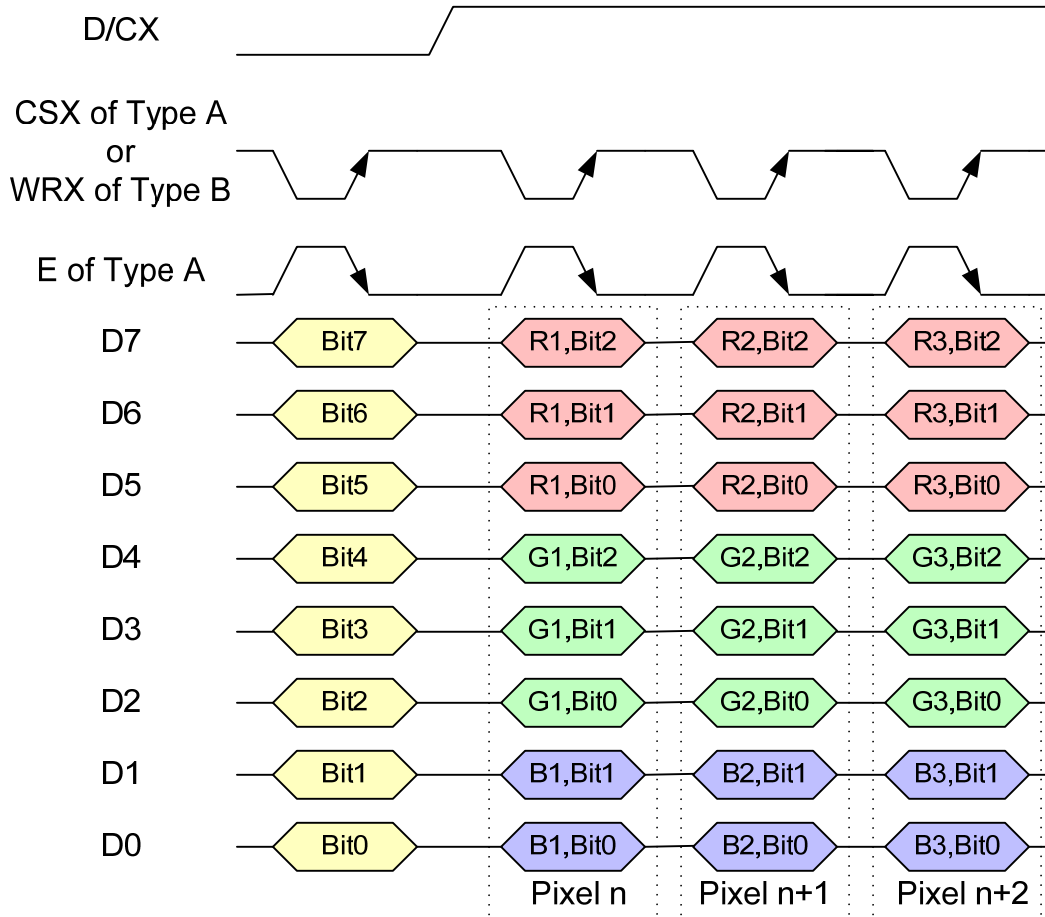 D/CX
CSX of Type A
or
WRX of Type B
E of Type A
D7 Bit7 R1,Bit2 R2,Bit2 R3,Bit2
D6 Bit6 R1,Bit1 R2,Bit1 R3,Bit1
D5 Bit5 R1,Bit0 R2,Bit0 R3,Bit0
D4 Bit4 G1,Bit2 G2,Bit2 G3,Bit2
D3 Bit3 G1,Bit1 G2,Bit1 G3,Bit1
D2 Bit2 G1,Bit0 G2,Bit0 G3,Bit0
D1 Bit1 B1,Bit1 B2,Bit1 B3,Bit1
D0 Bit0 B1,Bit0 B2,Bit0 B3,Bit0
Pixel n Pixel n+1 Pixel n+2